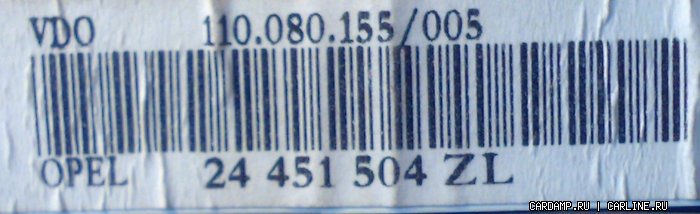 VDO 110.080.155/005
OPEL 24 451 504 ZL
CARDAMP.RU | CARLINE.RU